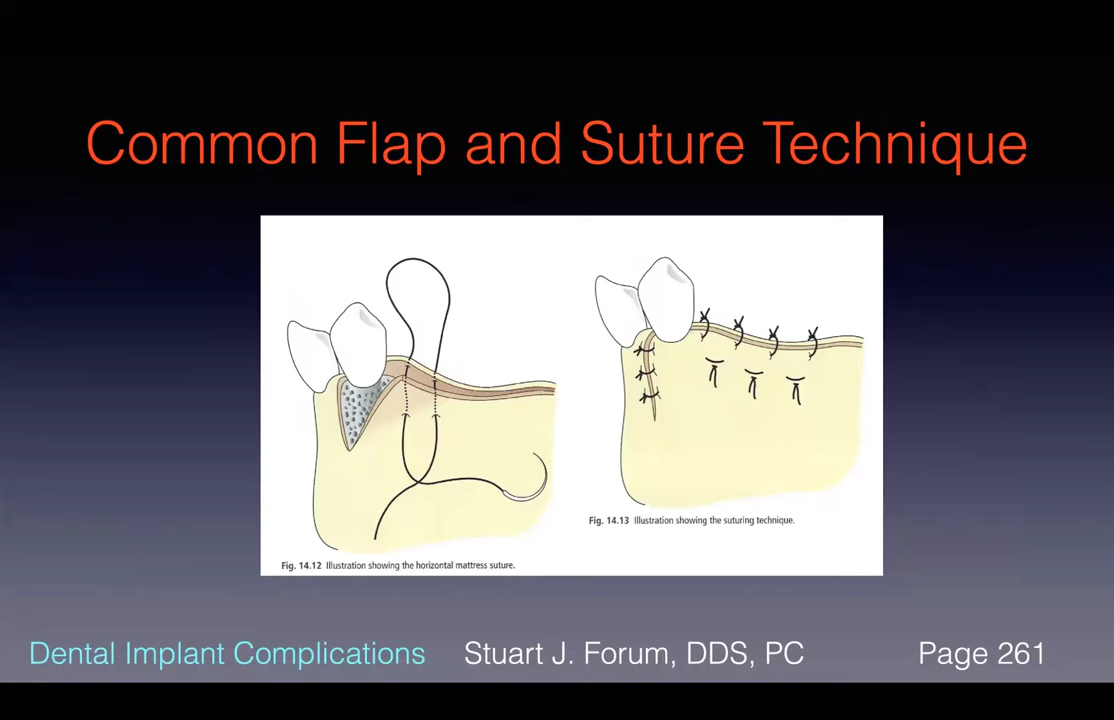 Common Flap and Suture Technique
Fig. 14.12 Illustration showing the horizontal mattress suture.
Fig. 14.13 Illustration showing the suturing technique.
Dental Implant Complications Stuart J. Forum, DDS, PC Page 261